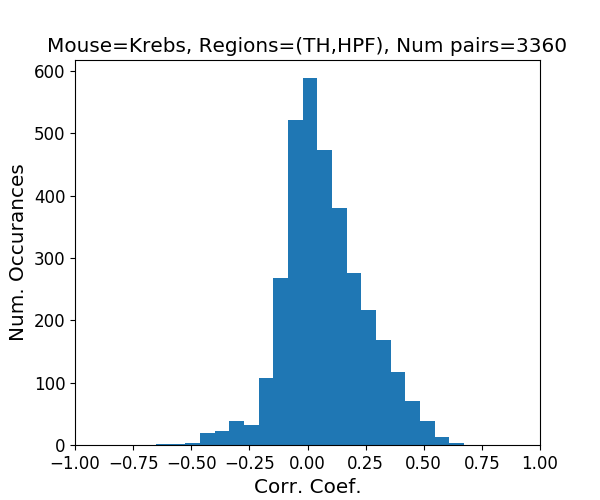 Mouse=Krebs, Regions=(TH,HPF), Num pairs=3360
600
500
400
300
200
100
0
Num. Occurances
−1.00 −0.75 −0.50 −0.25 0.00 0.25 0.50 0.75 1.00
Corr. Coef.